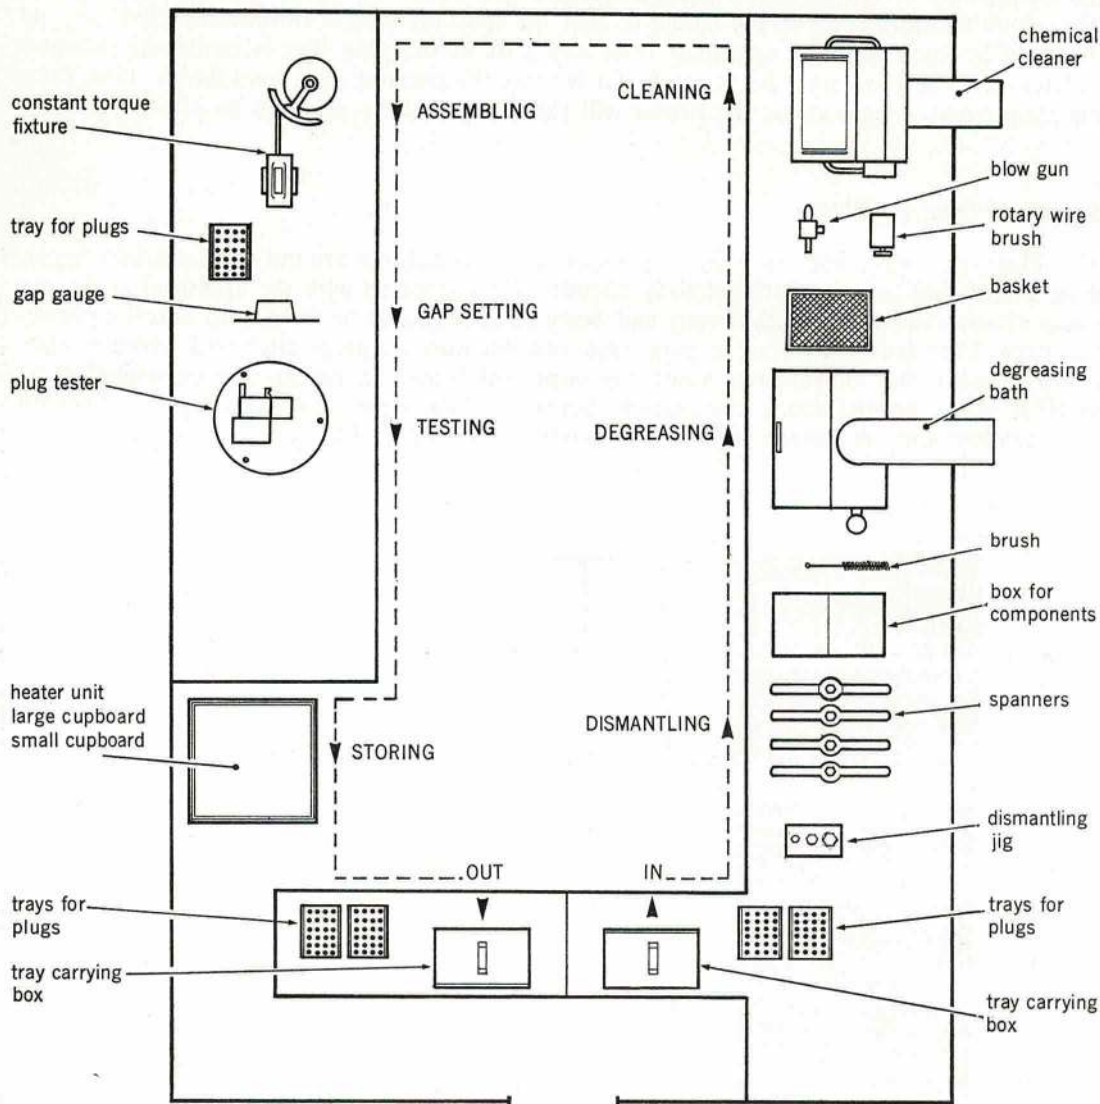 chemical
cleaner
constant torque
fixture
ASSEMBLING
CLEANING
blow gun
tray for plugs
rotary wire
brush
gap gauge
GAP SETTING
basket
plug tester
degreasing
bath
TESTING
DEGREASING
brush
box for
components
heater unit
large cupboard
small cupboard
spanners
STORING
DISMANTLING
dismantling
jig
OUT
IN
trays for
plugs
trays for
plugs
tray carrying
box
tray carrying
box